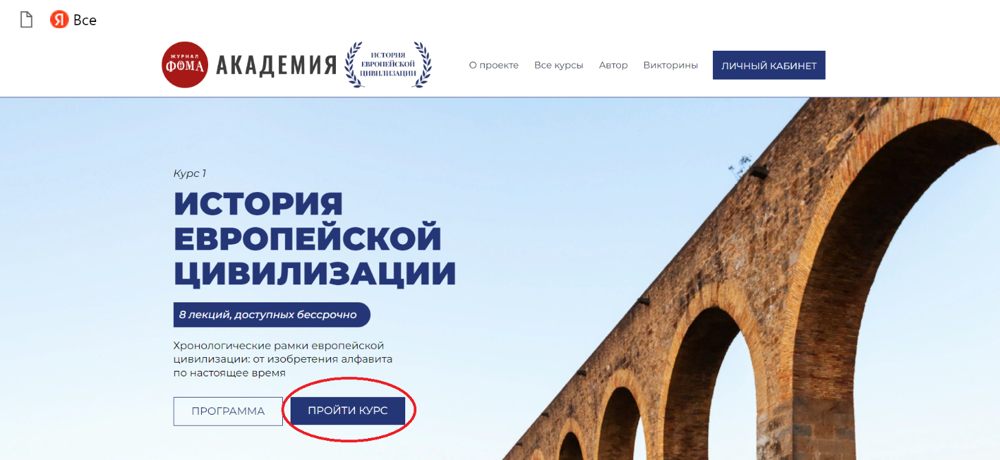 Я Все
ЖУРНАЛ
ФОМА
АКАДЕМИЯ
ИСТОРИЯ
ЕВРОПЕЙСКОЙ
ЦИВИЛИЗАЦИИ
О проекте Все курсы Автор Викторины ЛИЧНЫЙ КАБИНЕТ
Курс 1
ИСТОРИЯ
ЕВРОПЕЙСКОЙ
ЦИВИЛИЗАЦИИ
8 лекций, доступных бессрочно
Хронологические рамки европейской
цивилизации: от изобретения алфавита
по настоящее время
ПРОГРАММА ПРОЙТИ КУРС